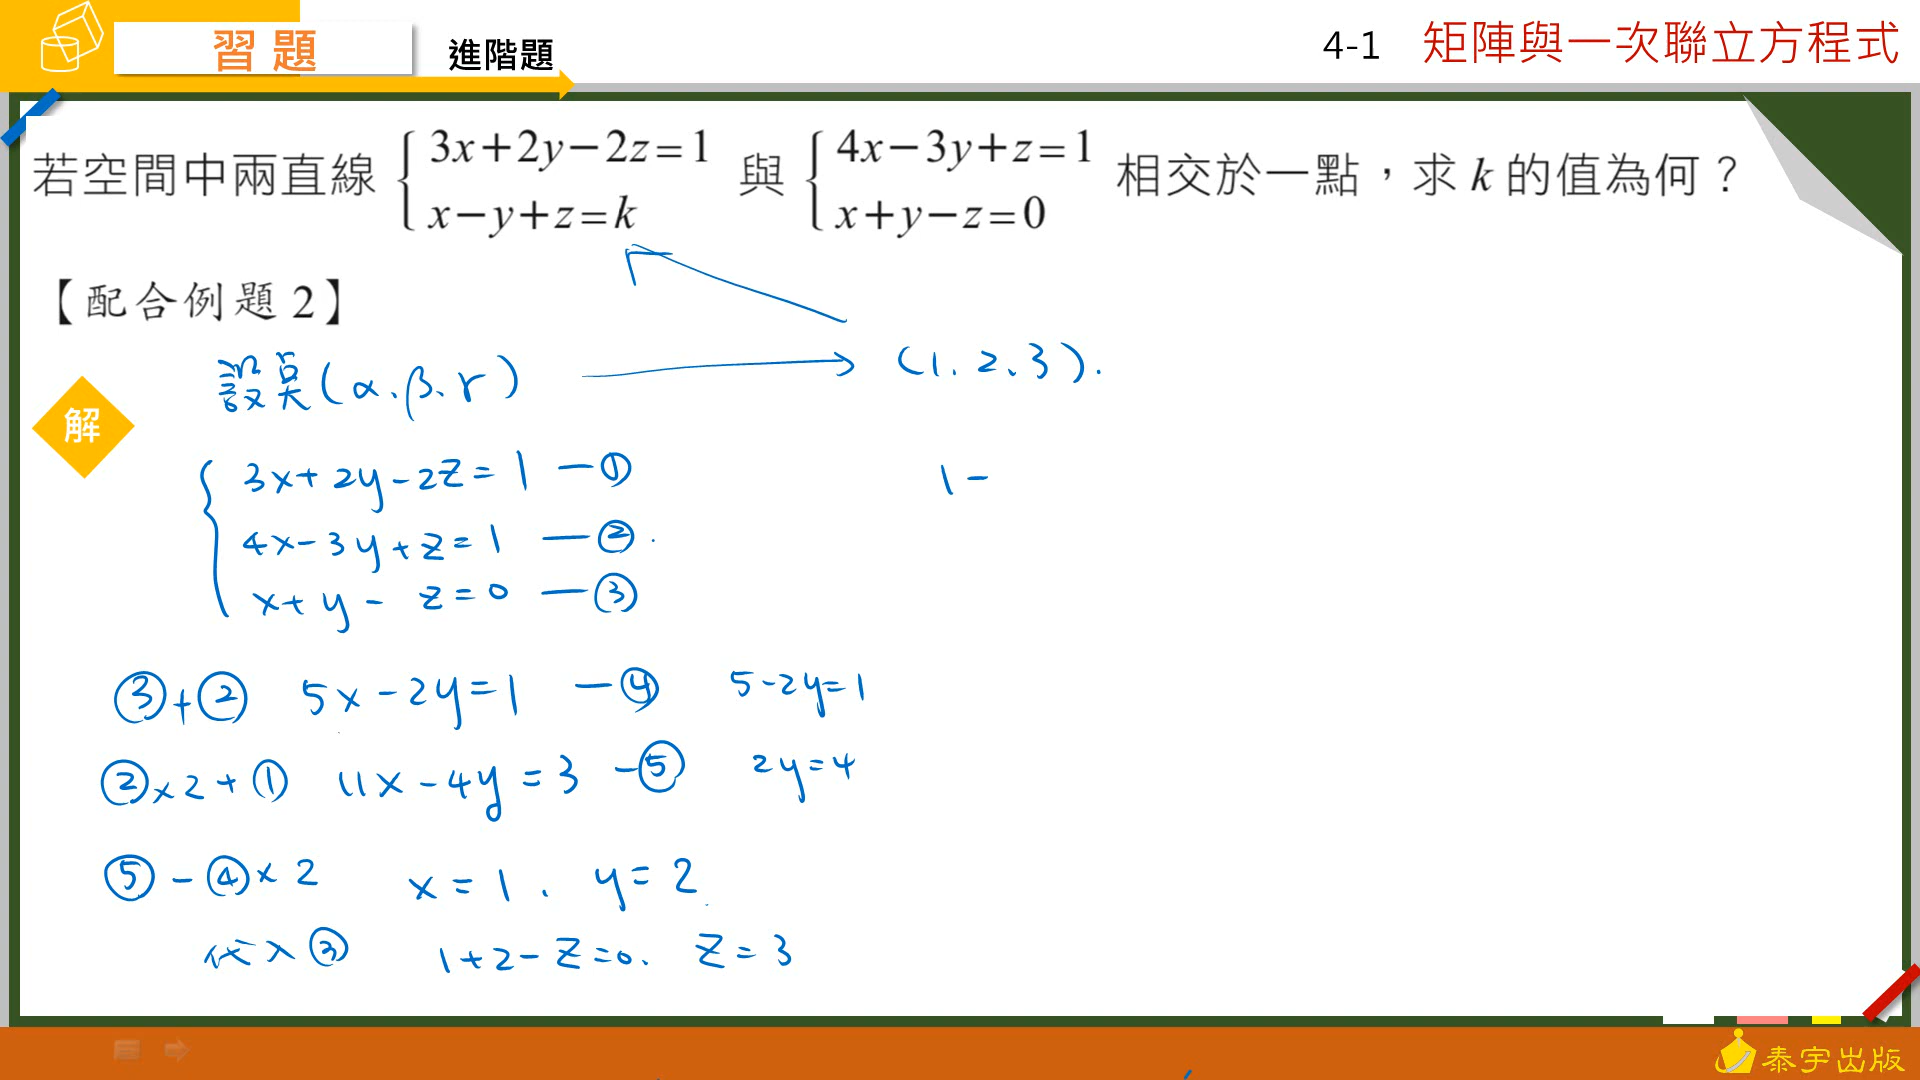 習題
進階題
4-1 矩陣與一次聯立方程式
若空間中兩直線 { 3x+2y−2z=1 與 { 4x−3y+z=1 相交於一點，求 k 的值為何？
x−y+z=k x+y−z=0
【配合例題2】
解
設其(α、β、γ) → (1、2、3).
3x+2y-2z=1 —①
1-
4x-3y+z=1 —②.
x+y-z=0 —③
③+② 5x-2y=1 —④ 5-2y=1
②×2+① 11x-4y=3 -⑤ 2y=4
⑤-④×2 x=1、y=2
代入③ 1+2-z=0、z=3
泰宇出版